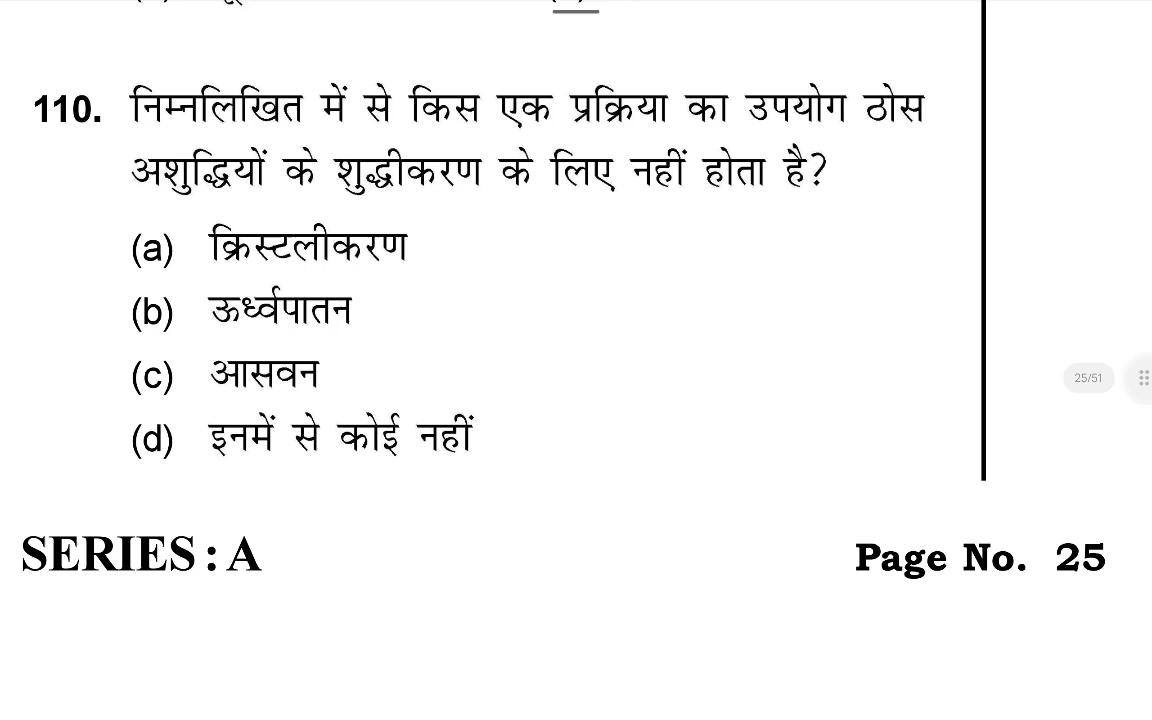 110. निम्नलिखित में से किस एक प्रक्रिया का उपयोग ठोस
अशुद्धियों के शुद्धीकरण के लिए नहीं होता है?
(a) क्रिस्टलीकरण
(b) ऊर्ध्वपातन
(c) आसवन
(d) इनमें से कोई नहीं
25/51
SERIES : A
Page No. 25